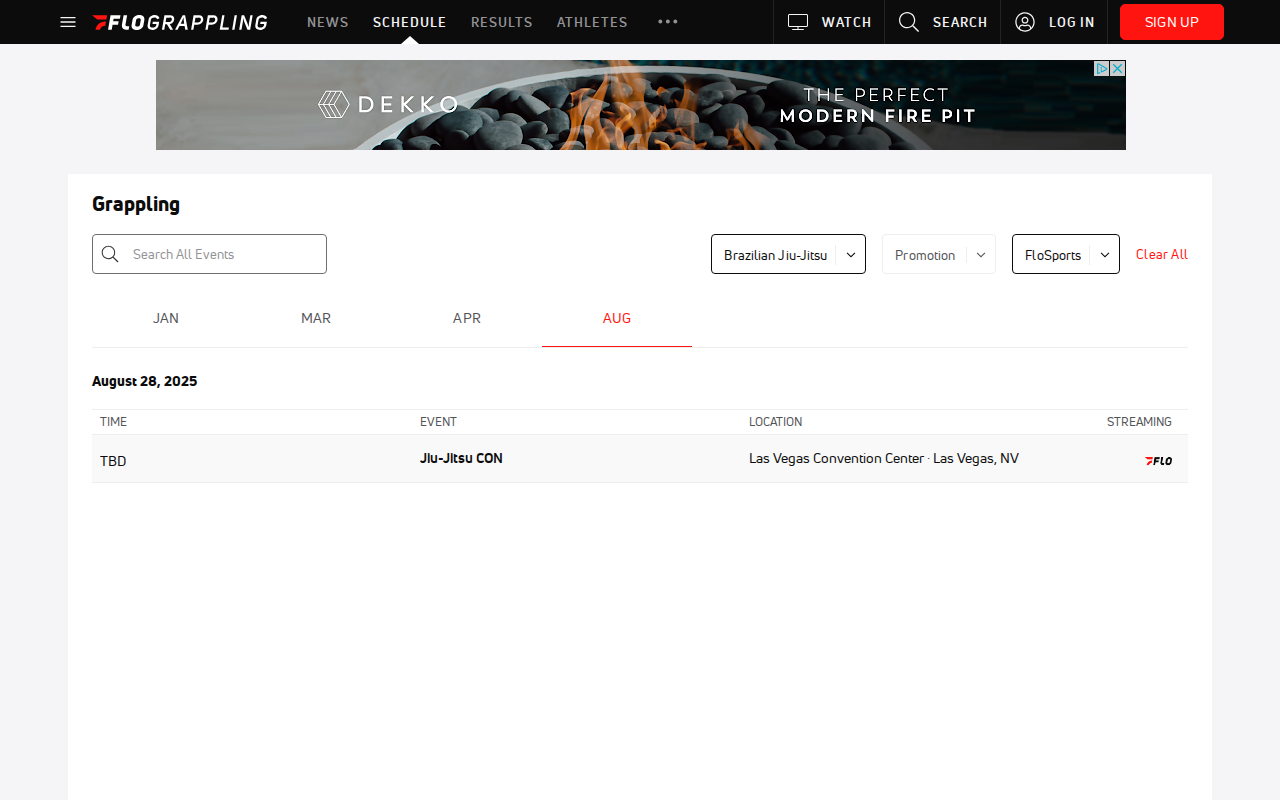 FLOGRAPPLING NEWS SCHEDULE RESULTS ATHLETES WATCH SEARCH LOG IN SIGN UP
DEKKO THE PERFECT
MODERN FIRE PIT
Grappling
Search All Events Brazilian Jiu-Jitsu Promotion FloSports Clear All
JAN MAR APR AUG
August 28, 2025
TIME EVENT LOCATION STREAMING
TBD Jiu-Jitsu CON Las Vegas Convention Center · Las Vegas, NV FLO